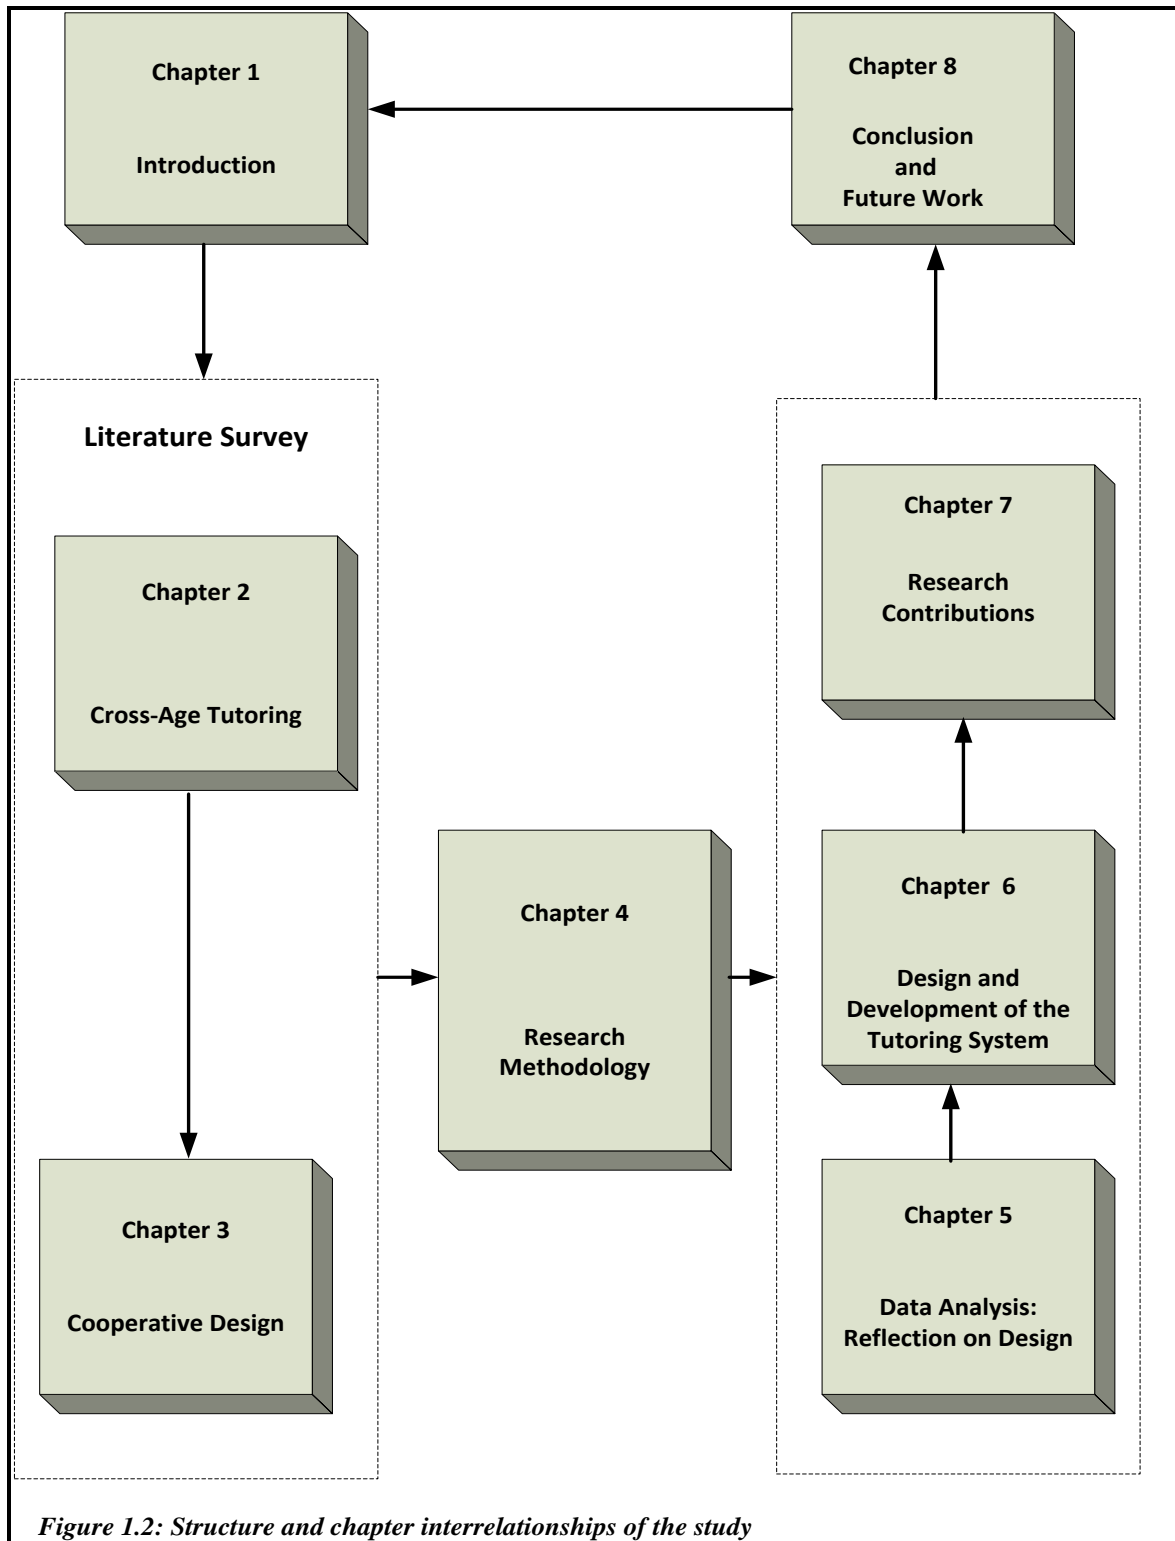 Chapter 1
Introduction
Chapter 8
Conclusion
and
Future Work
Literature Survey
Chapter 2
Cross-Age Tutoring
Chapter 3
Cooperative Design
Chapter 4
Research
Methodology
Chapter 7
Research
Contributions
Chapter 6
Design and
Development of the
Tutoring System
Chapter 5
Data Analysis:
Reflection on Design
Figure 1.2: Structure and chapter interrelationships of the study